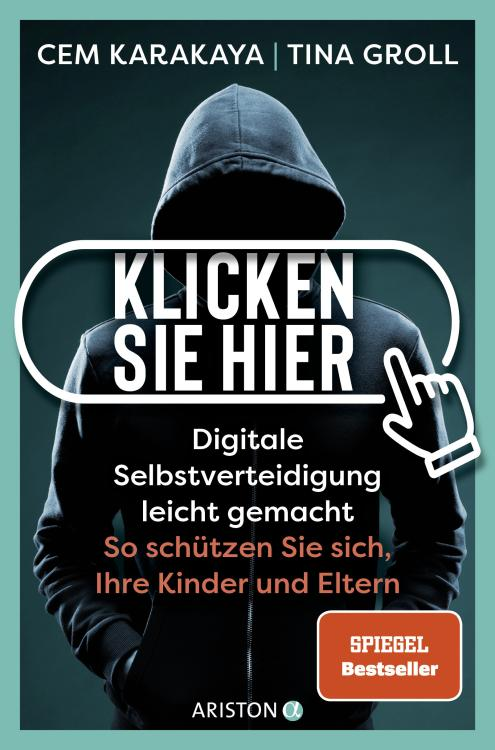 CEM KARAKAYA | TINA GROLL
KLICKEN
SIE HIER
Digitale
Selbstverteidigung
leicht gemacht
So schützen Sie sich,
Ihre Kinder und Eltern
SPIEGEL
Bestseller
ARISTON α